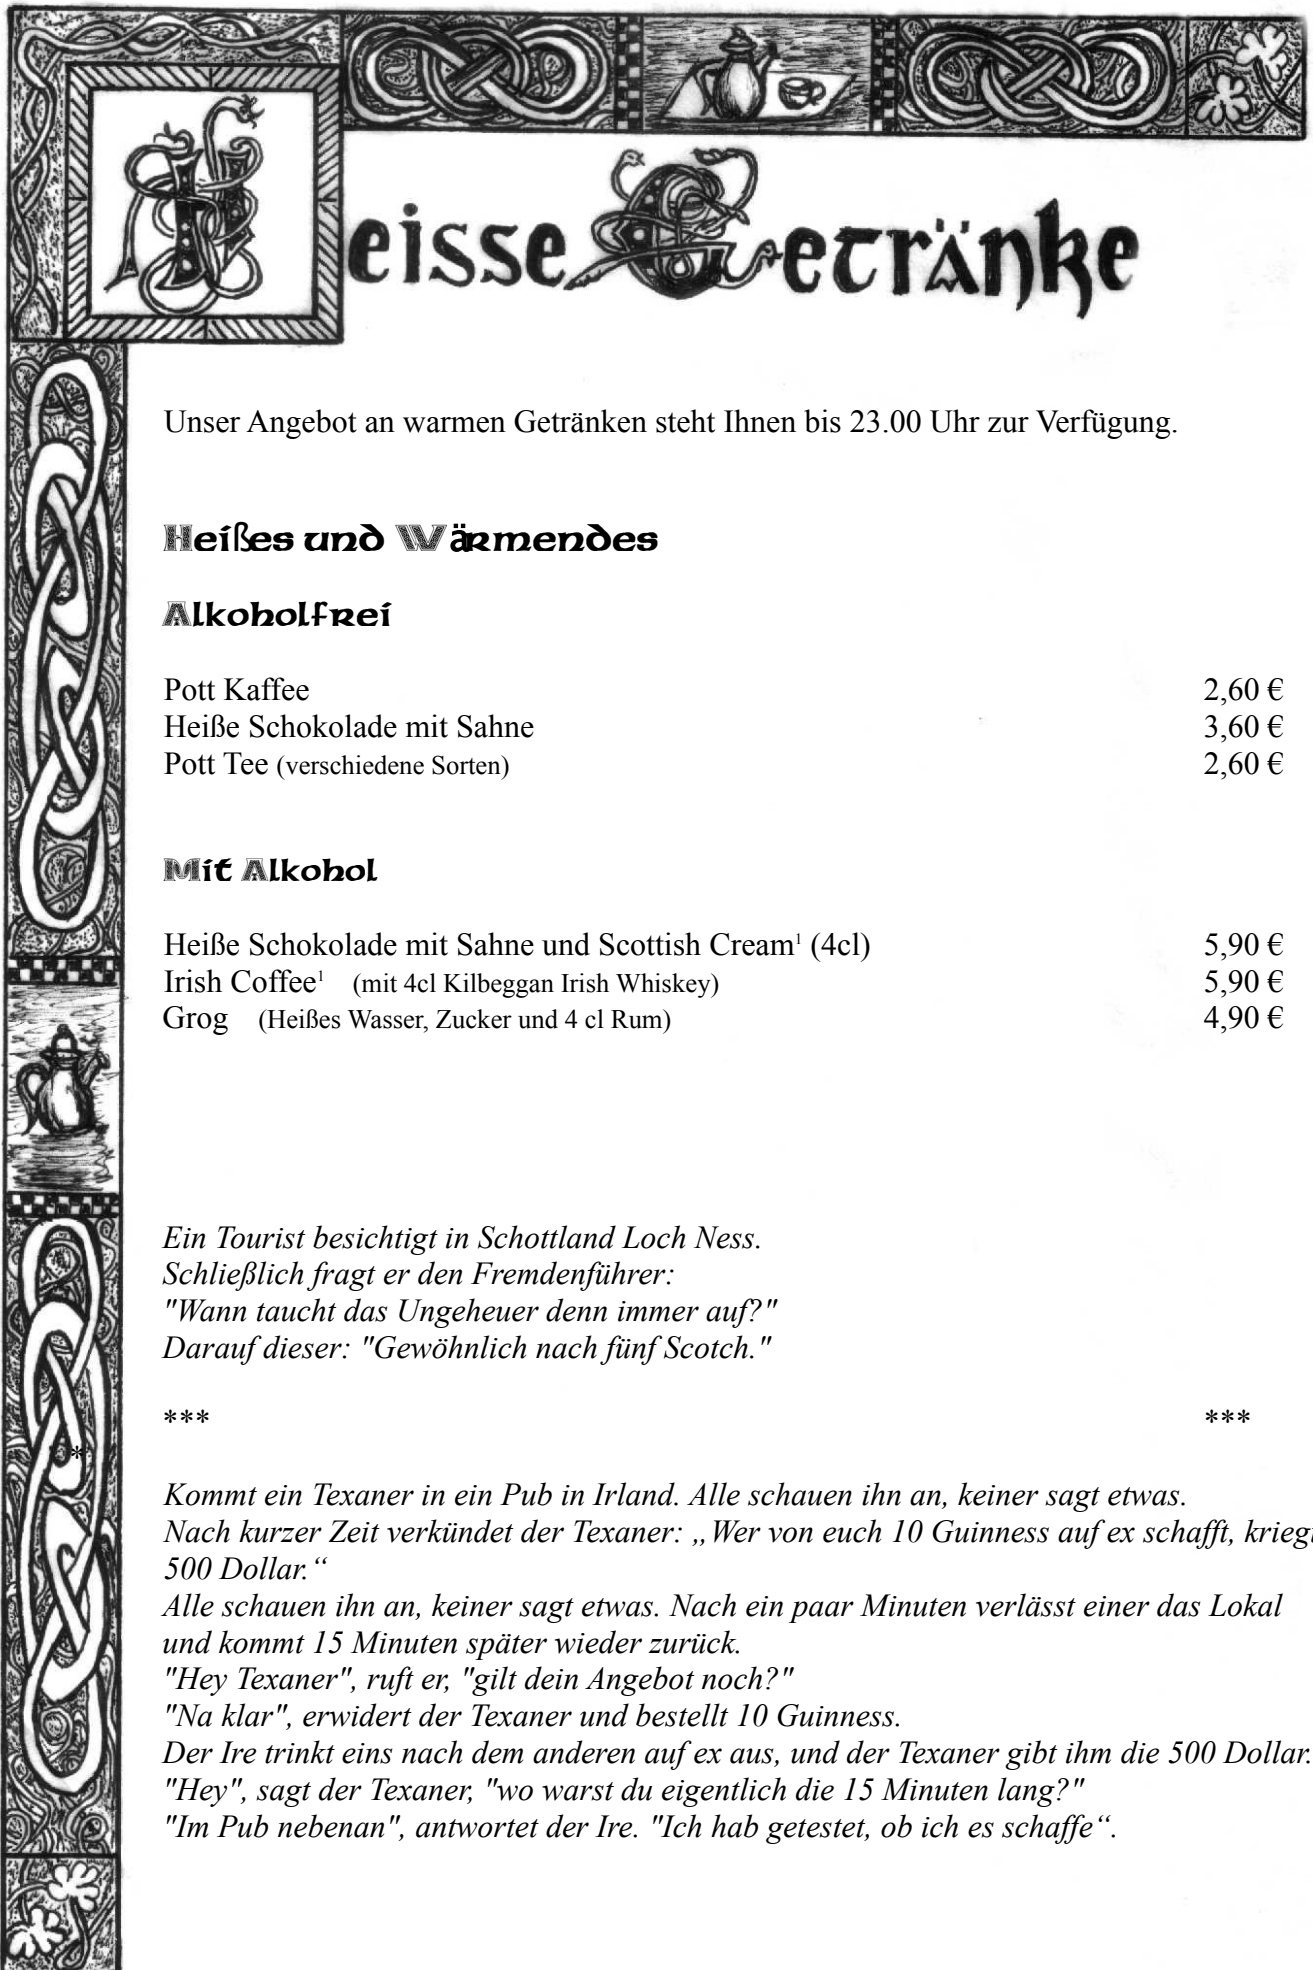 Heisse Getränke
Unser Angebot an warmen Getränken steht Ihnen bis 23.00 Uhr zur Verfügung.
Heißes und Wärmendes
Alkoholfrei
Pott Kaffee 2,60 €
Heiße Schokolade mit Sahne 3,60 €
Pott Tee (verschiedene Sorten) 2,60 €
Mit Alkohol
Heiße Schokolade mit Sahne und Scottish Cream¹ (4cl) 5,90 €
Irish Coffee¹ (mit 4cl Kilbeggan Irish Whiskey) 5,90 €
Grog (Heißes Wasser, Zucker und 4 cl Rum) 4,90 €
Ein Tourist besichtigt in Schottland Loch Ness.
Schließlich fragt er den Fremdenführer:
"Wann taucht das Ungeheuer denn immer auf?"
Darauf dieser: "Gewöhnlich nach fünf Scotch."
*** ***
*
Kommt ein Texaner in ein Pub in Irland. Alle schauen ihn an, keiner sagt etwas.
Nach kurzer Zeit verkündet der Texaner: „Wer von euch 10 Guinness auf ex schafft, kriegt
500 Dollar.“
Alle schauen ihn an, keiner sagt etwas. Nach ein paar Minuten verlässt einer das Lokal
und kommt 15 Minuten später wieder zurück.
"Hey Texaner", ruft er, "gilt dein Angebot noch?"
"Na klar", erwidert der Texaner und bestellt 10 Guinness.
Der Ire trinkt eins nach dem anderen auf ex aus, und der Texaner gibt ihm die 500 Dollar.
"Hey", sagt der Texaner, "wo warst du eigentlich die 15 Minuten lang?"
"Im Pub nebenan", antwortet der Ire. "Ich hab getestet, ob ich es schaffe“.